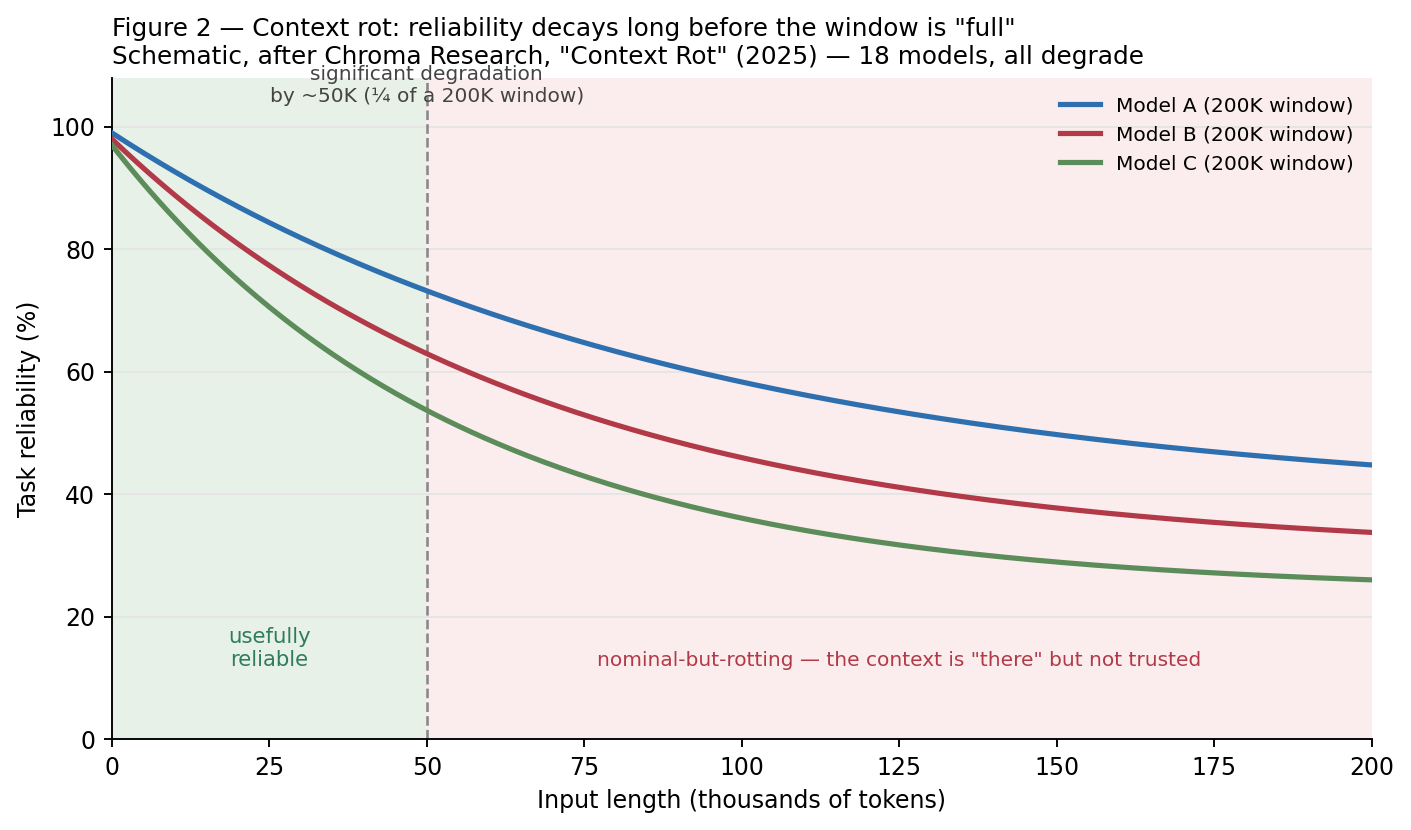 Figure 2 — Context rot: reliability decays long before the window is "full"
Schematic, after Chroma Research, "Context Rot" (2025) — 18 models, all degrade
significant degradation
by ~50K (¼ of a 200K window)
Model A (200K window)
Model B (200K window)
Model C (200K window)
Task reliability (%)
100
80
60
40
20
0
usefully
reliable
nominal-but-rotting — the context is "there" but not trusted
0 25 50 75 100 125 150 175 200
Input length (thousands of tokens)